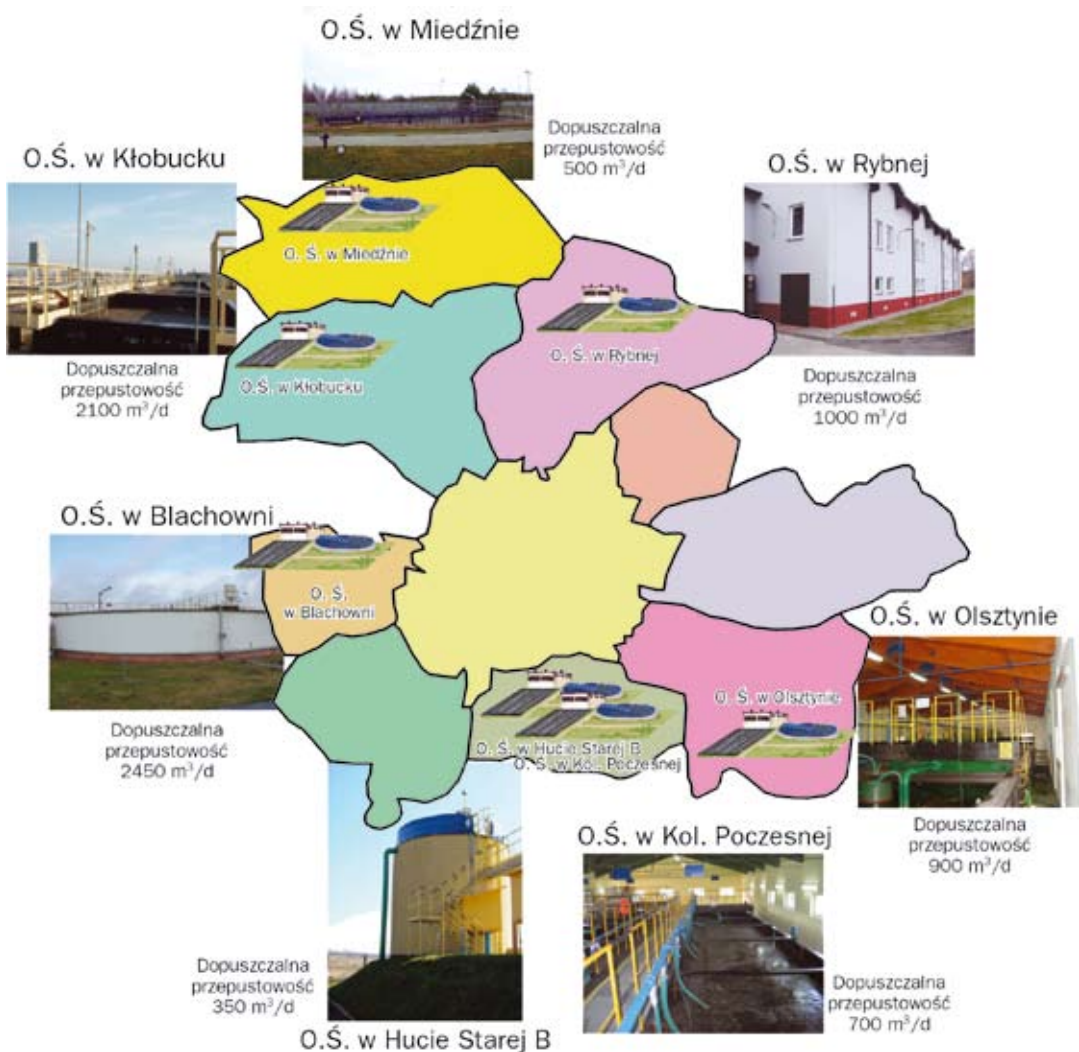 O.Ś. w Miedźnie
Dopuszczalna
przepustowość
500 m³/d
O.Ś. w Kłobucku
Dopuszczalna
przepustowość
2100 m³/d
O.Ś. w Rybnej
Dopuszczalna
przepustowość
1000 m³/d
O. Ś. w Miedźnie
O. Ś. w Rybnej
O.Ś. w Kłobucku
O.Ś. w Blachowni
Dopuszczalna
przepustowość
2450 m³/d
O. Ś.
w Blachowni
O.Ś. w Olsztynie
Dopuszczalna
przepustowość
900 m³/d
O. Ś. w Olsztynie
O. Ś. w Hucie Starej B
O. Ś. w Kol. Poczesnej
O.Ś. w Kol. Poczesnej
Dopuszczalna
przepustowość
700 m³/d
Dopuszczalna
przepustowość
350 m³/d
O.Ś. w Hucie Starej B